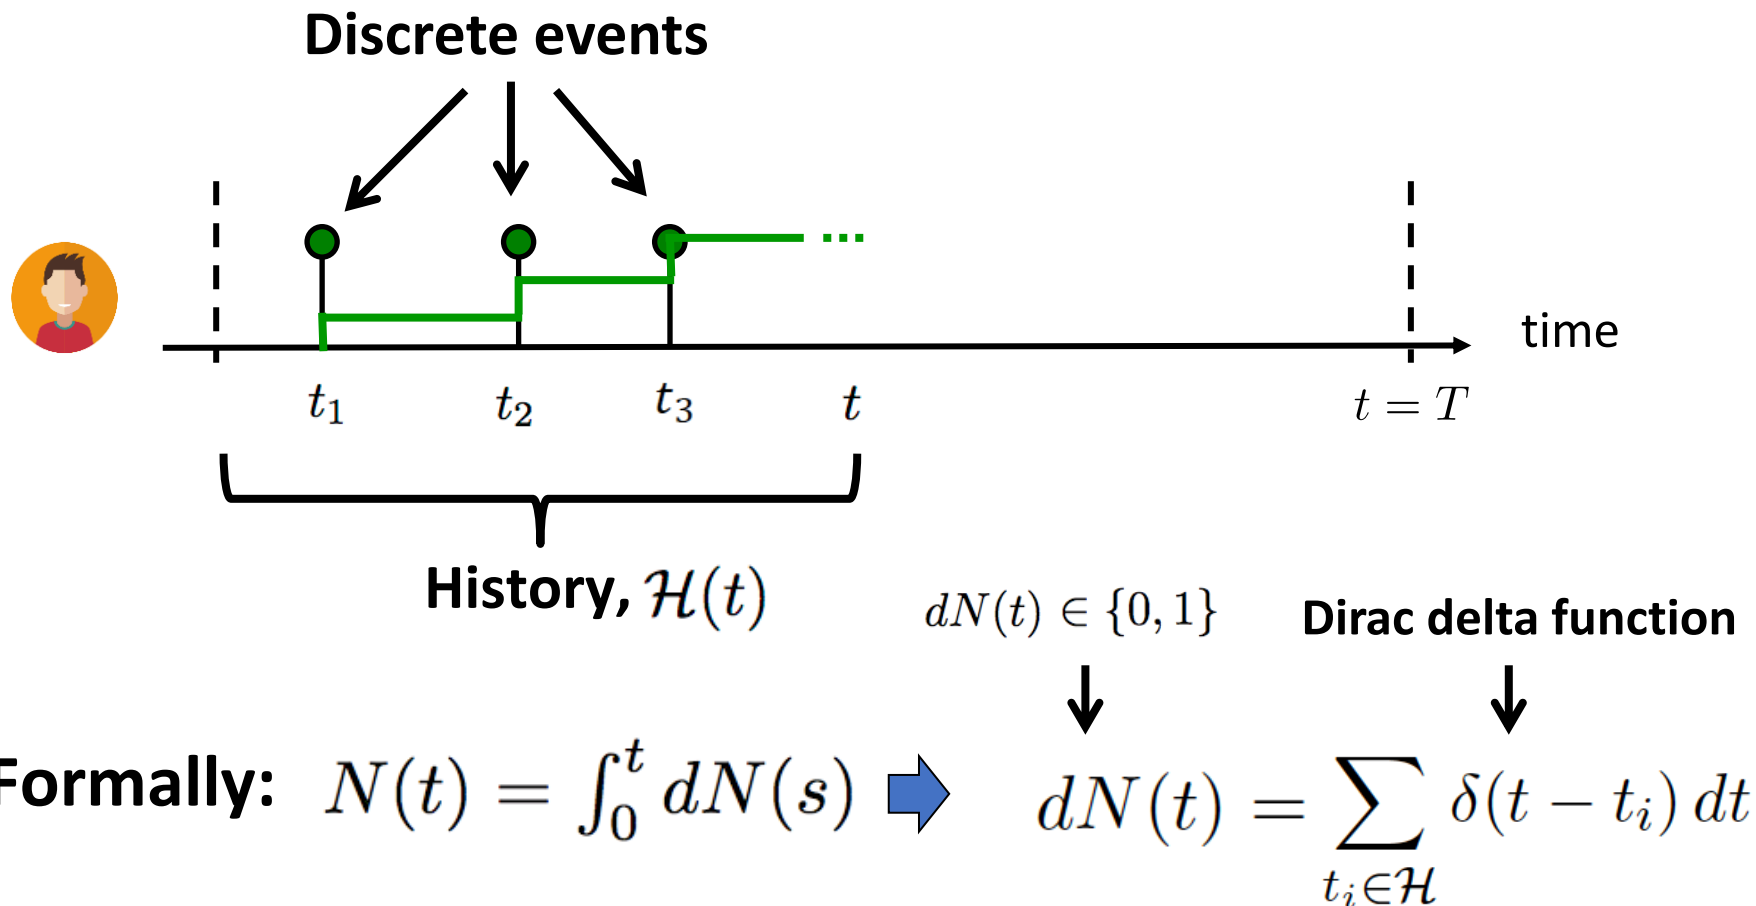 Discrete events
time
t₁ t₂ t₃ t t = T
History, ℋ(t)
dN(t) ∈ {0, 1} Dirac delta function
Formally: N(t) = ∫₀ᵗ dN(s) dN(t) = ∑_{tᵢ∈ℋ} δ(t − tᵢ) dt